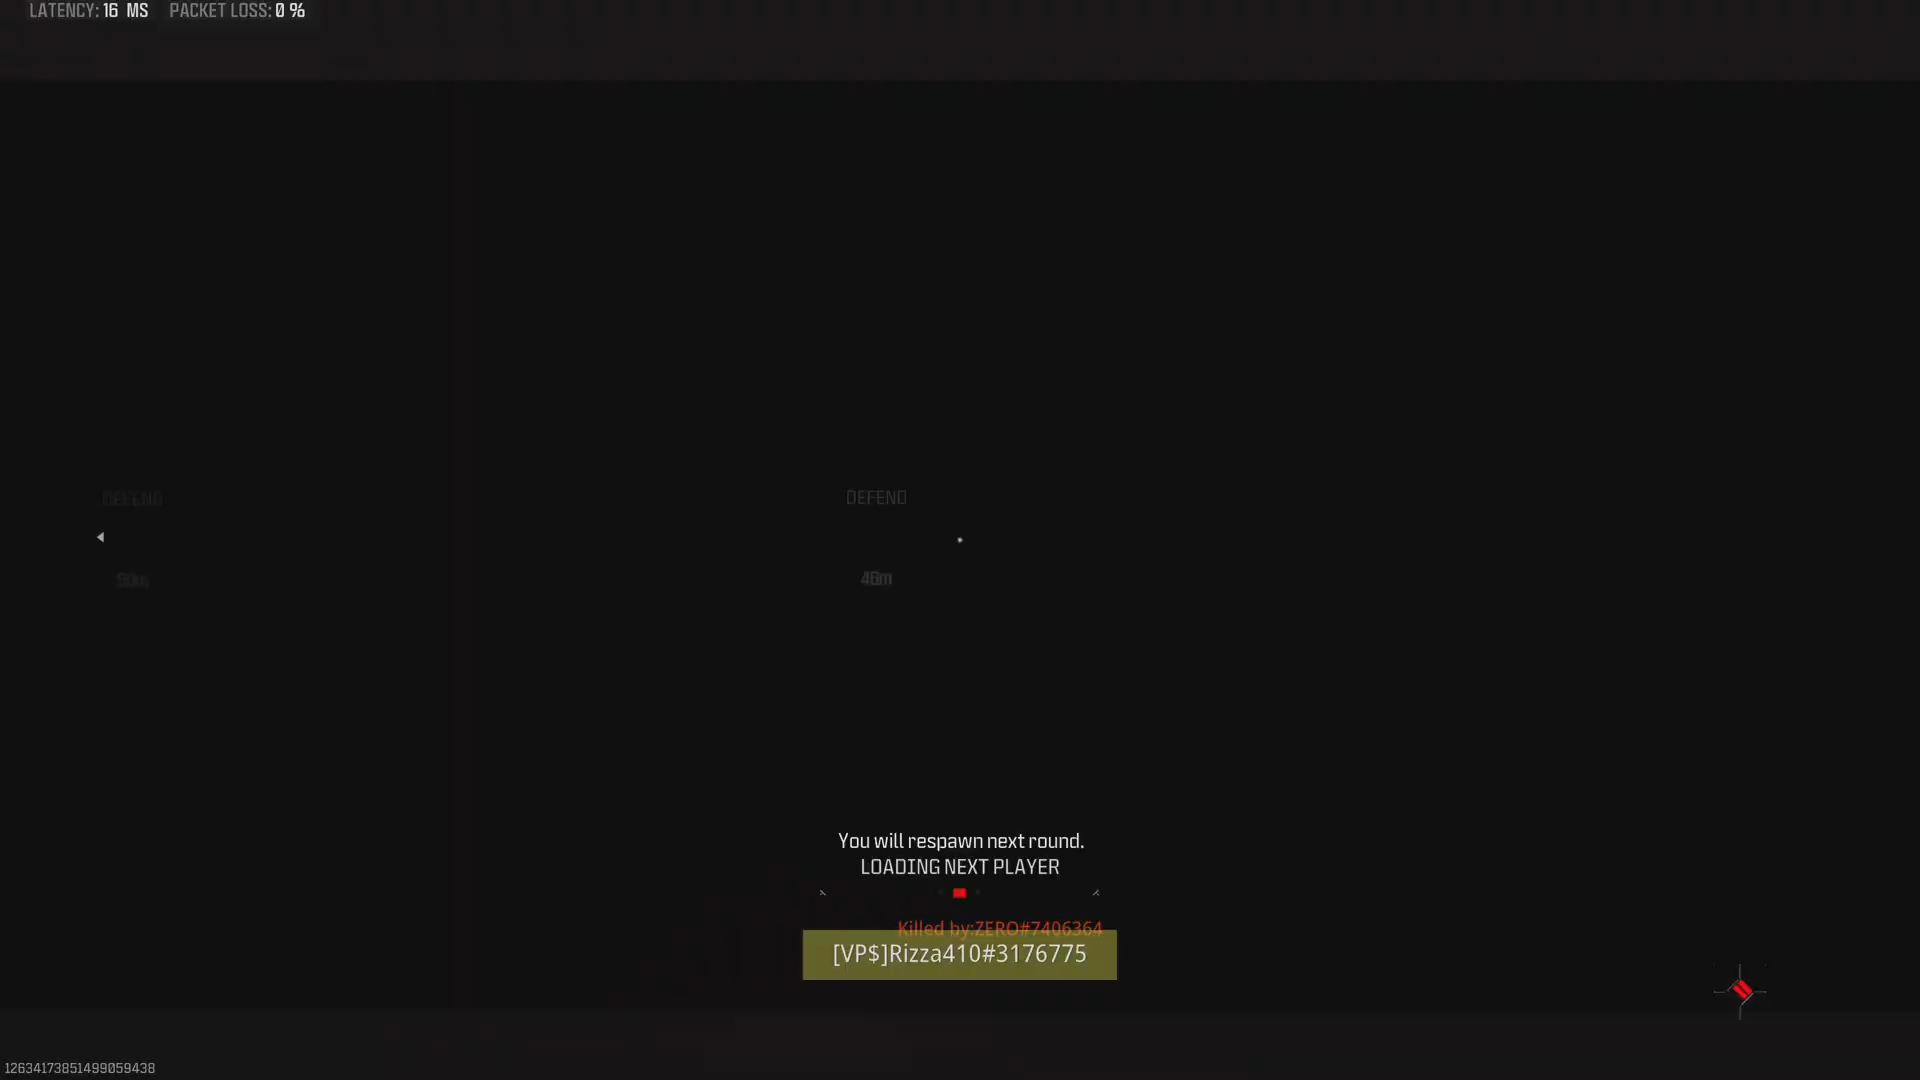 LATENCY: 16 MS PACKET LOSS: 0 %
DEFEND DEFEND
46m
You will respawn next round.
LOADING NEXT PLAYER
Killed by:ZERO#7406364
[VP$]Rizza410#3176775
12634173851499059438